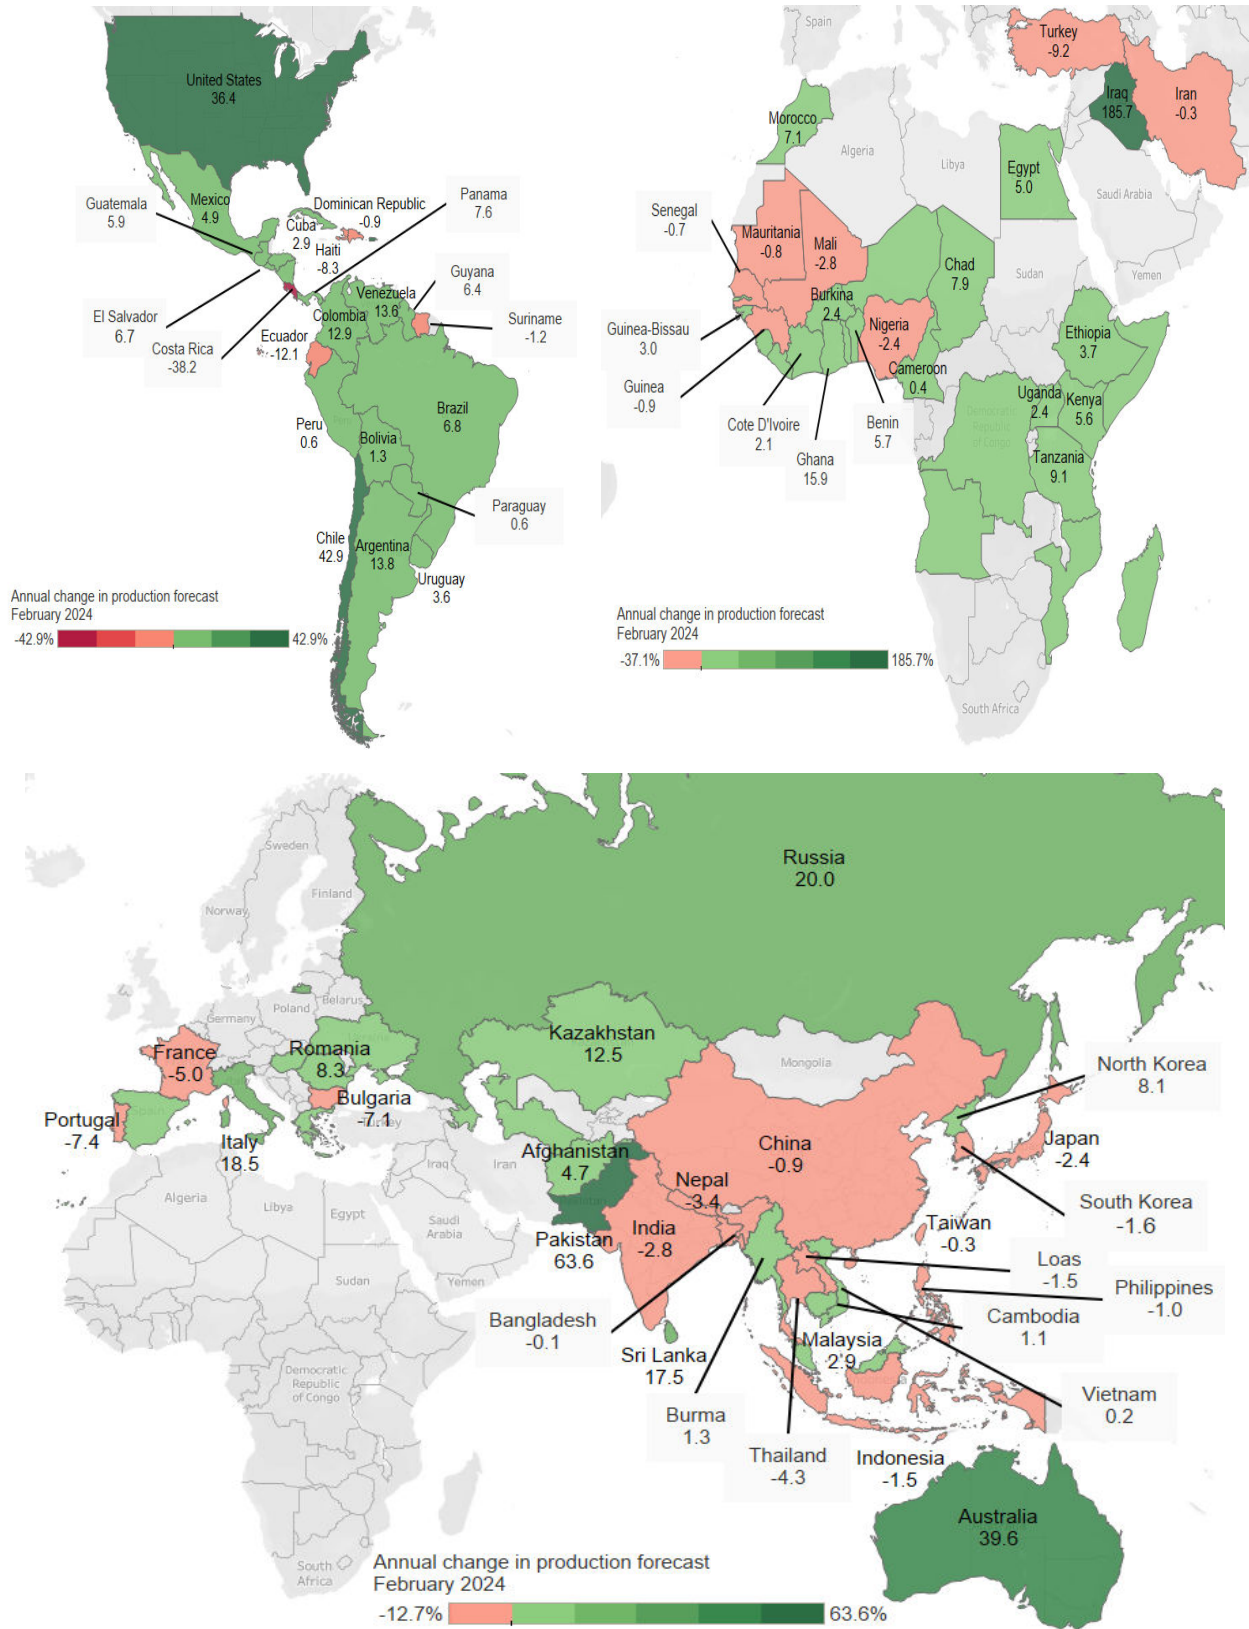 United States
36.4
Mexico
4.9
Guatemala
5.9
Cuba
2.9
Dominican Republic
-0.9
Haiti
-8.3
Panama
7.6
El Salvador
6.7
Costa Rica
-38.2
Venezuela
13.6
Guyana
6.4
Suriname
-1.2
Colombia
12.9
Ecuador
-12.1
Peru
0.6
Brazil
6.8
Bolivia
1.3
Paraguay
0.6
Chile
42.9
Argentina
13.8
Uruguay
3.6
Annual change in production forecast
February 2024
-42.9%
42.9%
Spain
Turkey
-9.2
Iraq
185.7
Iran
-0.3
Morocco
7.1
Algeria
Libya
Egypt
5.0
Saudi Arabia
Senegal
-0.7
Mauritania
-0.8
Mali
-2.8
Chad
7.9
Sudan
Yemen
Burkina
2.4
Nigeria
-2.4
Guinea-Bissau
3.0
Guinea
-0.9
Cameroon
0.4
Ethiopia
3.7
Cote D'Ivoire
2.1
Ghana
15.9
Benin
5.7
Uganda
2.4
Kenya
5.6
Democratic
Republic
of Congo
Tanzania
9.1
South Africa
Annual change in production forecast
February 2024
-37.1%
185.7%
Russia
20.0
Sweden
Finland
Norway
Belarus
Poland
Germany
France
-5.0
Romania
8.3
Kazakhstan
12.5
Mongolia
North Korea
8.1
Spain
Portugal
-7.4
Italy
18.5
Bulgaria
-7.1
Turkey
Afghanistan
4.7
China
-0.9
Japan
-2.4
South Korea
-1.6
Iraq
Iran
Algeria
Libya
Egypt
Saudi
Arabia
Pakistan
63.6
Nepal
-3.4
India
-2.8
Taiwan
-0.3
Loas
-1.5
Philippines
-1.0
Sudan
Yemen
Bangladesh
-0.1
Sri Lanka
17.5
Malaysia
2.9
Cambodia
1.1
Vietnam
0.2
Burma
1.3
Thailand
-4.3
Indonesia
-1.5
Democratic
Republic
of Congo
Australia
39.6
South
Africa
Annual change in production forecast
February 2024
-12.7%
63.6%